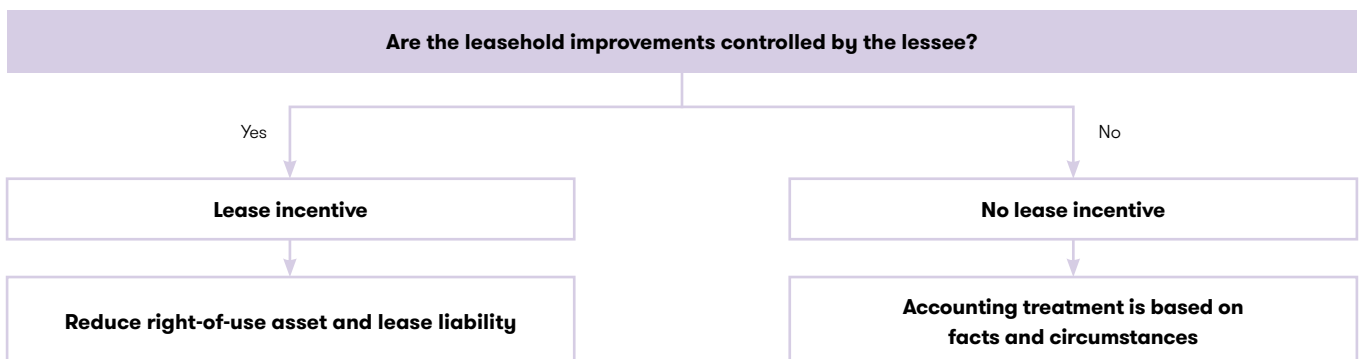 Are the leasehold improvements controlled by the lessee?
Yes
No
Lease incentive
No lease incentive
Reduce right-of-use asset and lease liability
Accounting treatment is based on
facts and circumstances